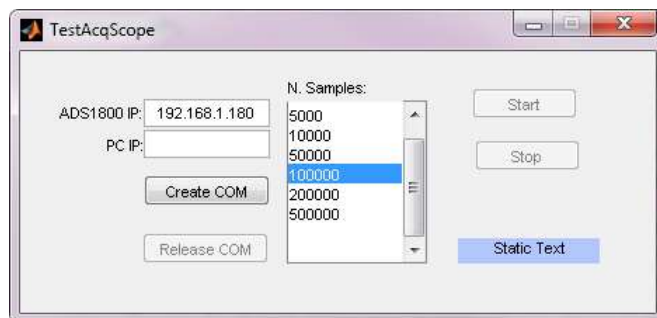 TestAcqScope
ADS1800 IP: 192.168.1.180
PC IP:
Create COM
Release COM
N. Samples:
5000
10000
50000
100000
200000
500000
Start
Stop
Static Text